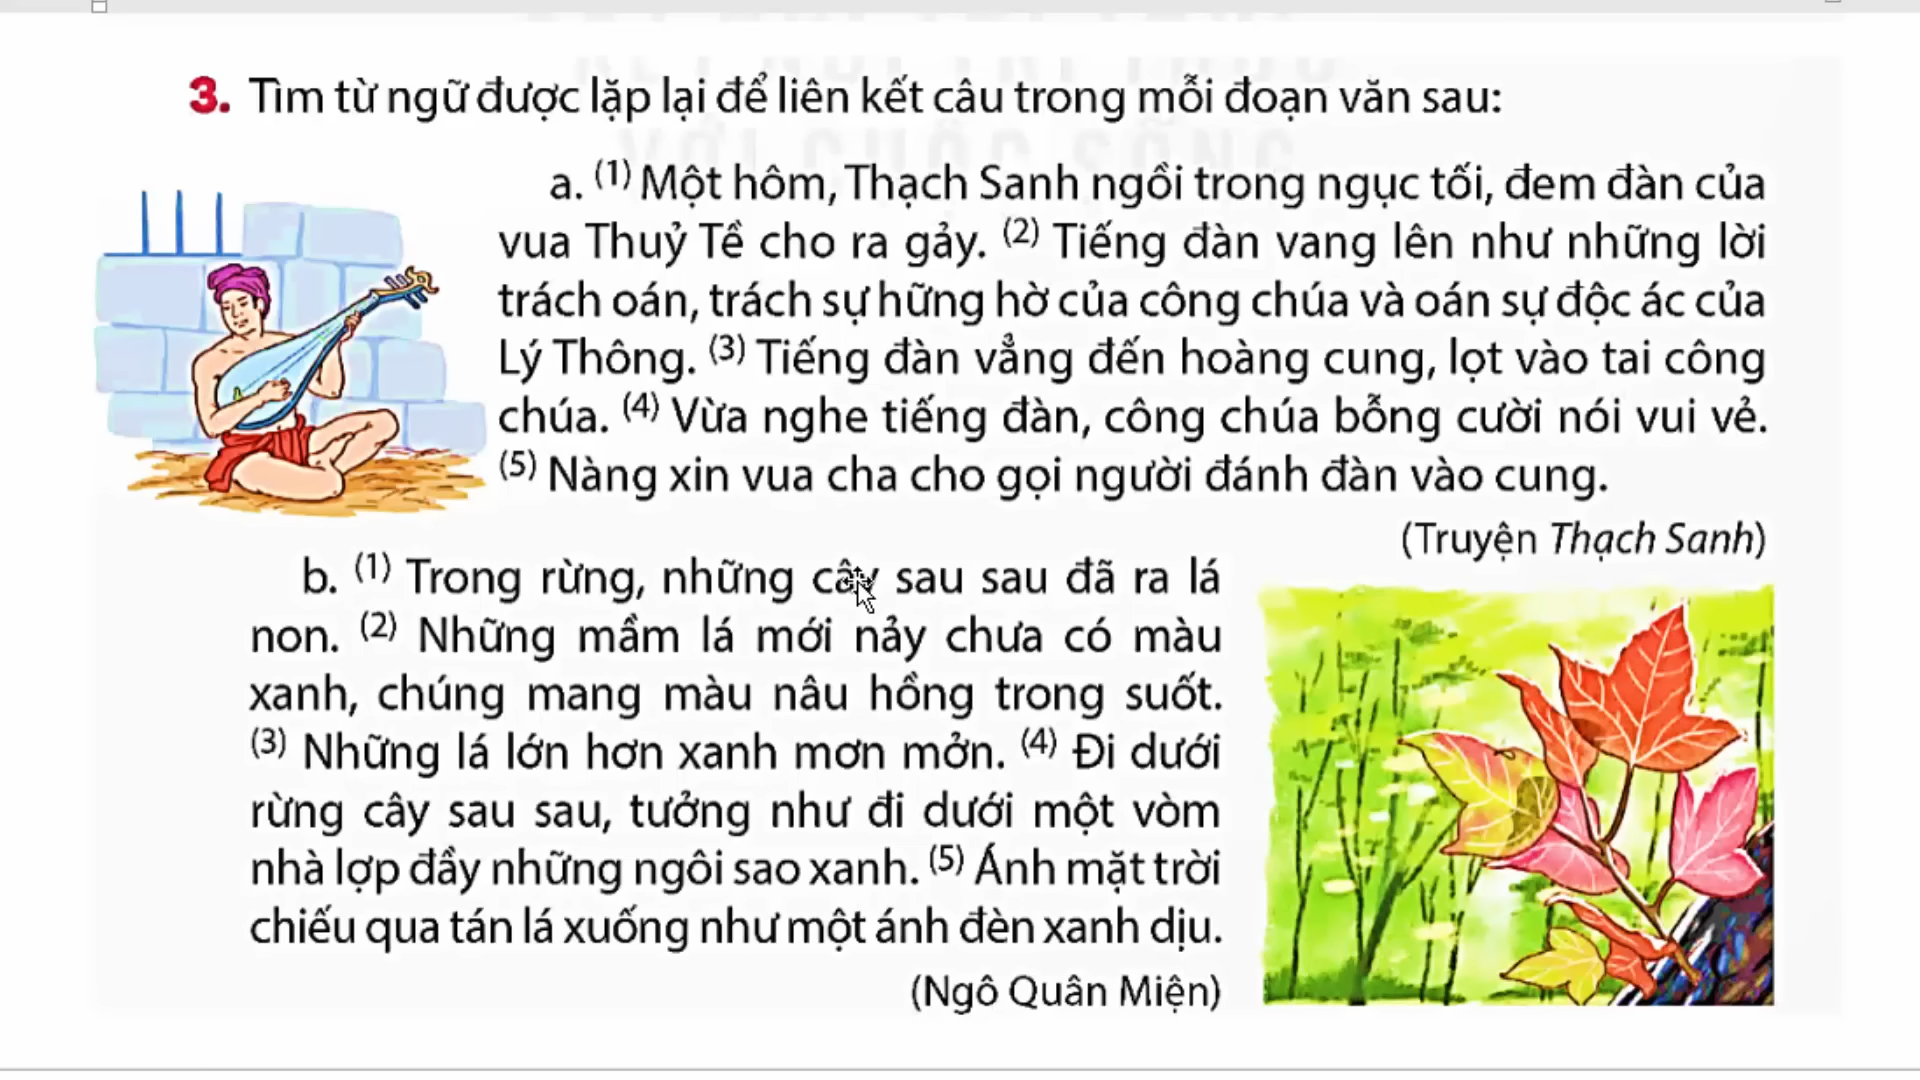 3. Tìm từ ngữ được lặp lại để liên kết câu trong mỗi đoạn văn sau:
a. (1) Một hôm, Thạch Sanh ngồi trong ngục tối, đem đàn của
vua Thuỷ Tề cho ra gảy. (2) Tiếng đàn vang lên như những lời
trách oán, trách sự hững hờ của công chúa và oán sự độc ác của
Lý Thông. (3) Tiếng đàn vẳng đến hoàng cung, lọt vào tai công
chúa. (4) Vừa nghe tiếng đàn, công chúa bỗng cười nói vui vẻ.
(5) Nàng xin vua cha cho gọi người đánh đàn vào cung.
(Truyện Thạch Sanh)
b. (1) Trong rừng, những cây sau sau đã ra lá
non. (2) Những mầm lá mới nảy chưa có màu
xanh, chúng mang màu nâu hồng trong suốt.
(3) Những lá lớn hơn xanh mơn mởn. (4) Đi dưới
rừng cây sau sau, tưởng như đi dưới một vòm
nhà lợp đầy những ngôi sao xanh. (5) Ánh mặt trời
chiếu qua tán lá xuống như một ánh đèn xanh dịu.
(Ngô Quân Miện)